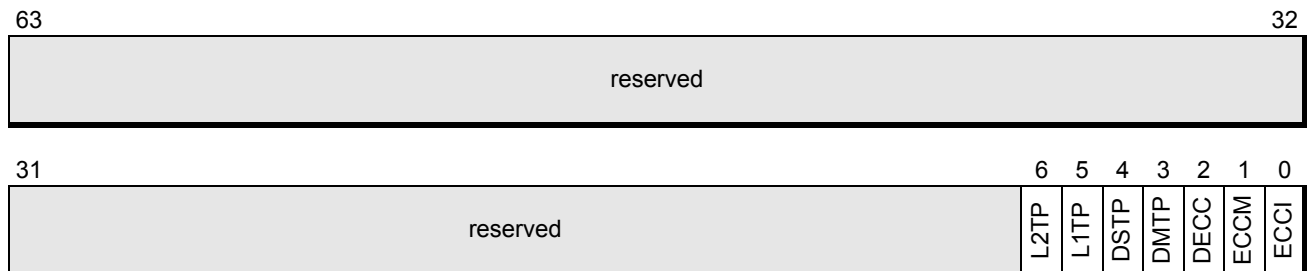 63 32
reserved
31 6 5 4 3 2 1 0
reserved L2TP L1TP DSTP DMTP DECC ECCM ECCI